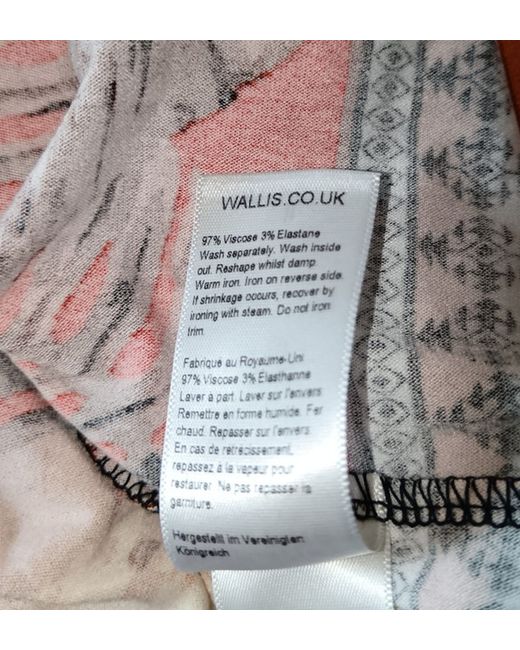 WALLIS.CO.UK
97% Viscose 3% Elastane
Wash separately. Wash inside
out. Reshape whilst damp.
Warm iron. Iron on reverse side.
If shrinkage occurs, recover by
ironing with steam. Do not iron
trim.
Fabrique au Royaume-Uni
97% Viscose 3% Elasthanne
Laver à part. Laver sur l'envers.
Remettre en forme humide. Fer
chaud. Repasser sur l'envers.
En cas de retrécissement,
repassez à la vapeur pour
restaurer. Ne pas repasser la
garniture.
Hergestellt im Vereinigten
Königreich